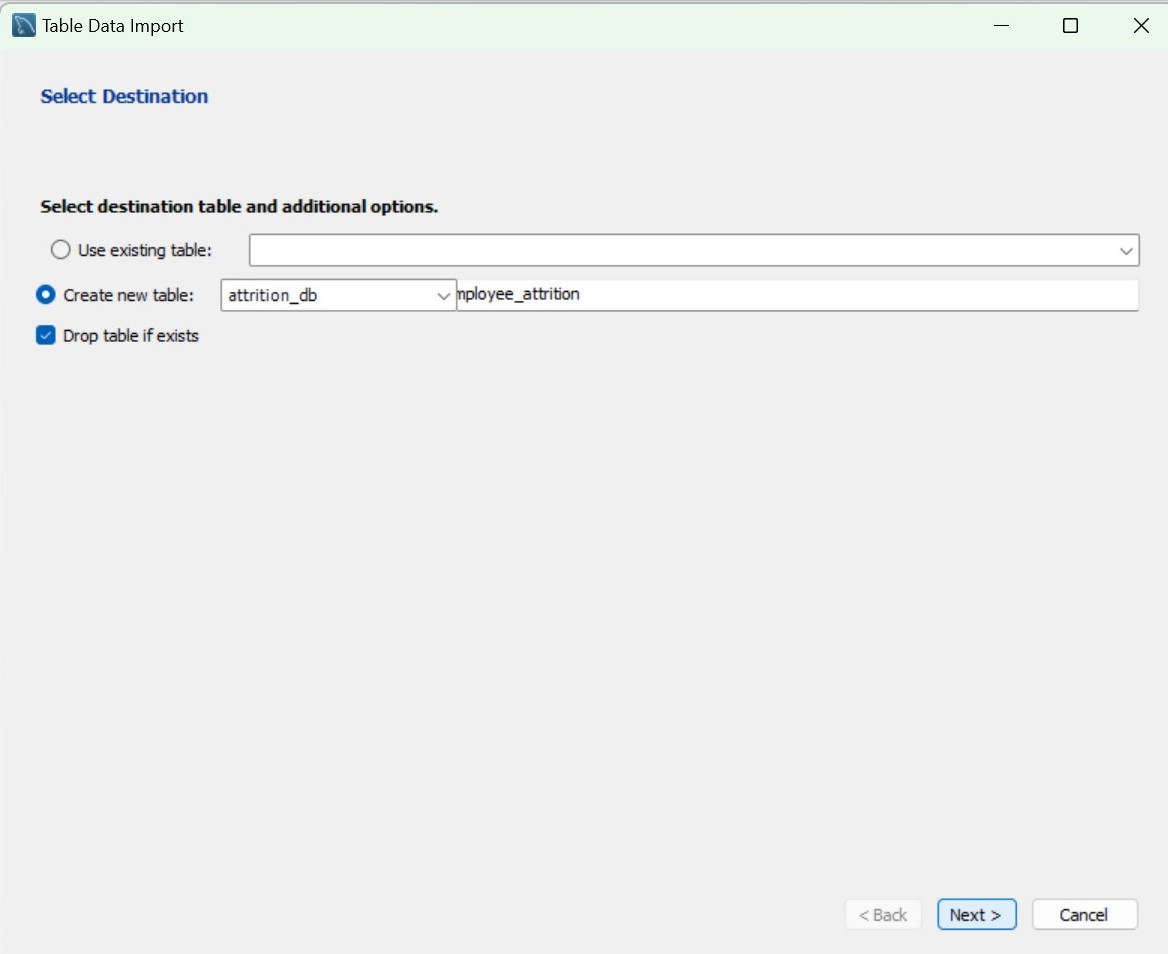 Table Data Import
Select Destination
Select destination table and additional options.
Use existing table:
Create new table: attrition_db mployee_attrition
Drop table if exists
< Back Next > Cancel